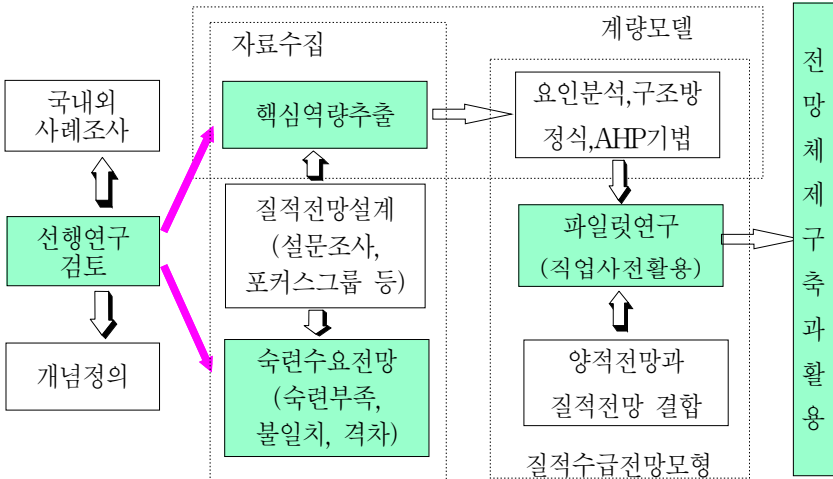 자료수집
계량모델
국내외
사례조사
핵심역량추출
요인분석,구조방
정식,AHP기법
선행연구
검토
질적전망설계
(설문조사,
포커스그룹 등)
파일럿연구
(직업사전활용)
개념정의
숙련수요전망
(숙련부족,
불일치, 격차)
양적전망과
질적전망 결합
질적수급전망모형
전
망
체
제
구
축
과
활
용